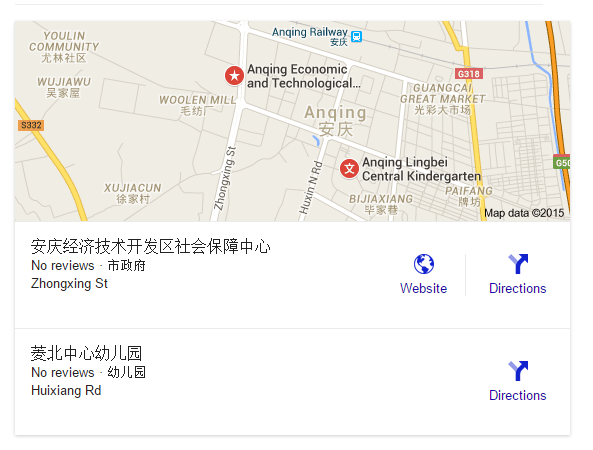 YOULIN
COMMUNITY
尤林社区
Anqing Railway
安庆
WUJIAWU
吴家屋
Anqing Economic
and Technological...
G318
WOOLEN MILL
毛纺厂
GUANGCAI
GREAT MARKET
光彩大市场
Anqing
安庆
S332
G50
Anqing Lingbei
Central Kindergarten
Zhongxing St
Huixin N Rd
XUJIACUN
徐家村
BIJIAXIANG
毕家巷
PAIFANG
牌坊
Map data ©2015
安庆经济技术开发区社会保障中心
No reviews · 市政府
Zhongxing St
Website
Directions
菱北中心幼儿园
No reviews · 幼儿园
Huixiang Rd
Directions